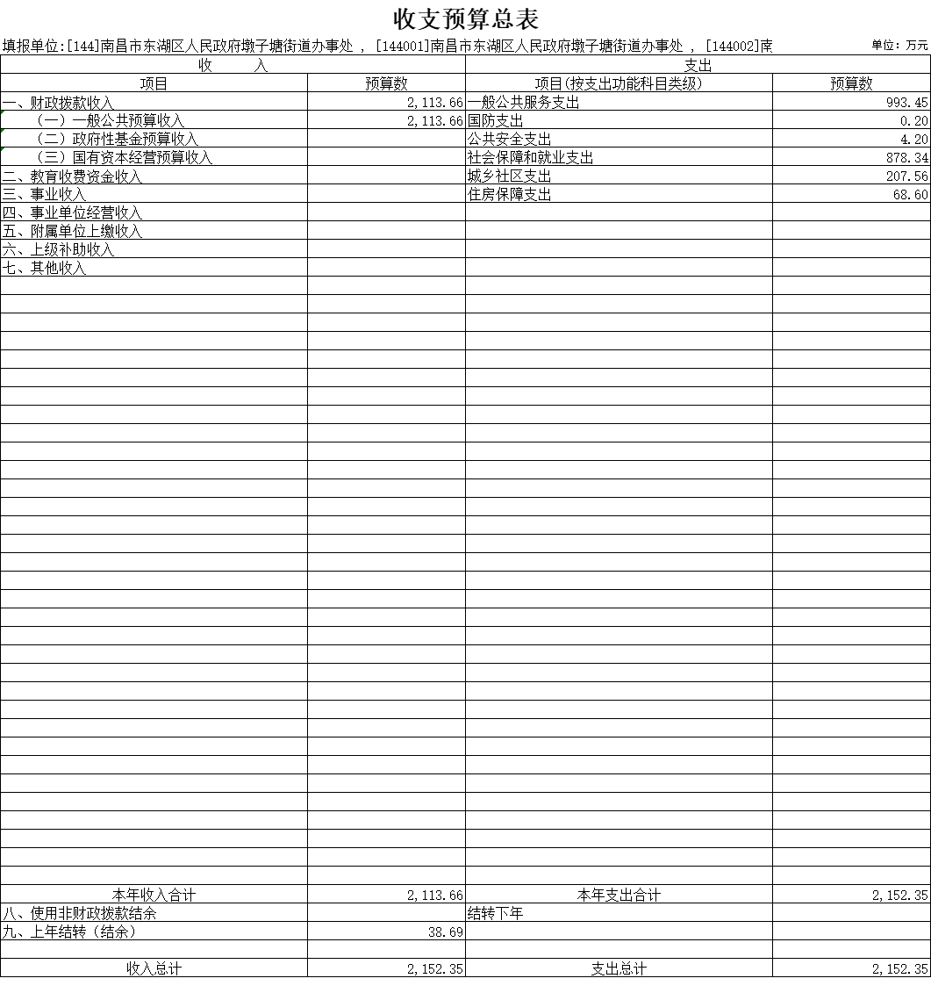 收支预算总表
填报单位:[144]南昌市东湖区人民政府墩子塘街道办事处 , [144001]南昌市东湖区人民政府墩子塘街道办事处 , [144002]南 单位: 万元
收 入 支出
项目 预算数 项目(按支出功能科目类级) 预算数
一、财政拨款收入 2,113.66 一般公共服务支出 993.45
（一）一般公共预算收入 2,113.66 国防支出 0.20
（二）政府性基金预算收入 公共安全支出 4.20
（三）国有资本经营预算收入 社会保障和就业支出 878.34
二、教育收费资金收入 城乡社区支出 207.56
三、事业收入 住房保障支出 68.60
四、事业单位经营收入
五、附属单位上缴收入
六、上级补助收入
七、其他收入
本年收入合计 2,113.66 本年支出合计 2,152.35
八、使用非财政拨款结余 结转下年
九、上年结转（结余） 38.69
收入总计 2,152.35 支出总计 2,152.35